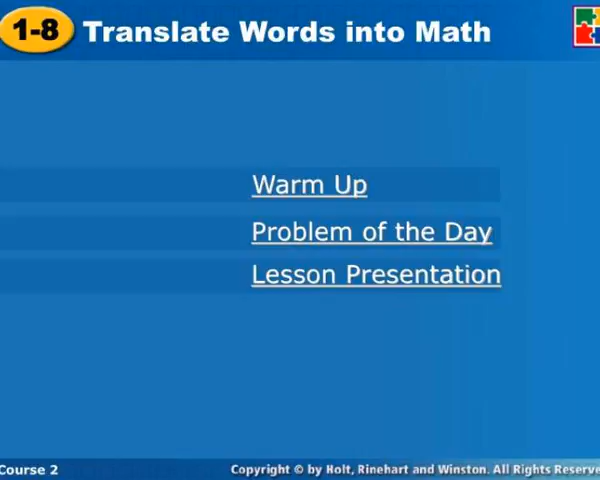 1-8 Translate Words into Math
Warm Up
Problem of the Day
Lesson Presentation
Course 2
Copyright © by Holt, Rinehart and Winston. All Rights Reserve